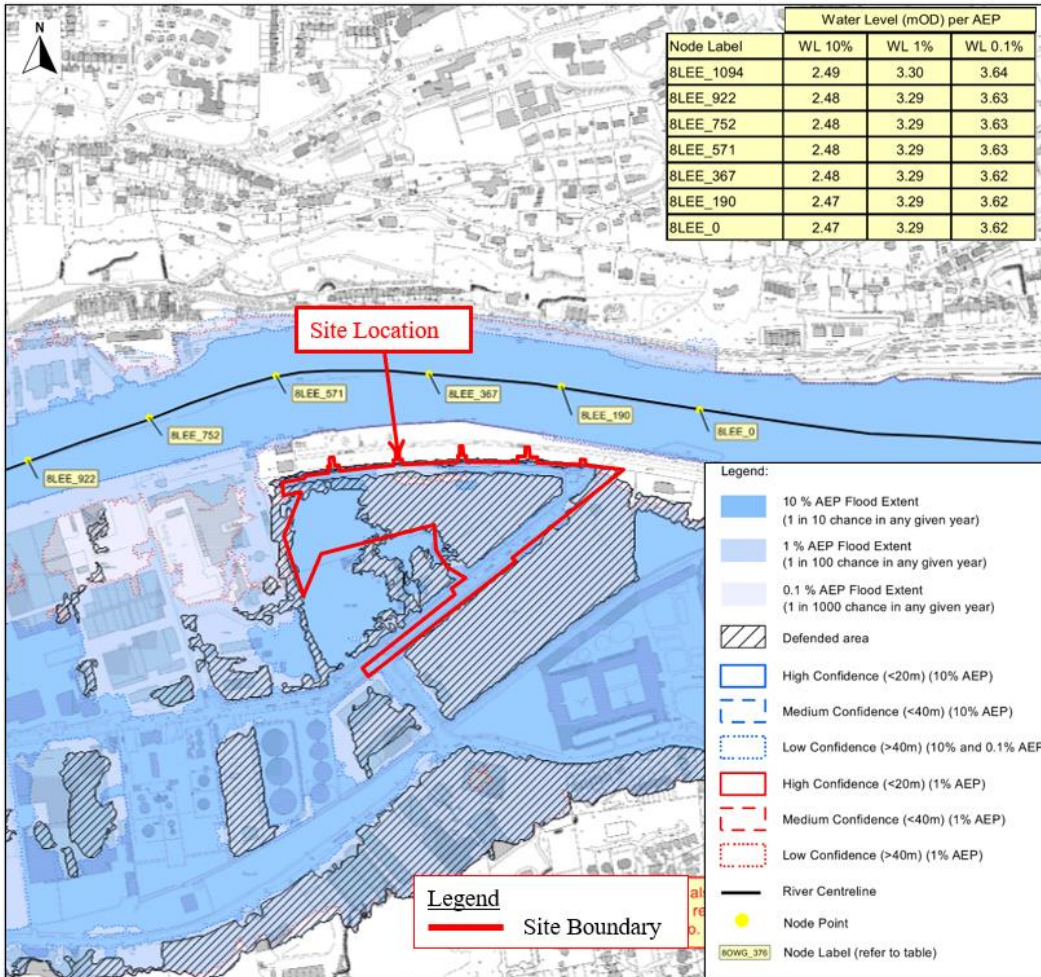 N
Water Level (mOD) per AEP
Node Label WL 10% WL 1% WL 0.1%
8LEE_1094 2.49 3.30 3.64
8LEE_922 2.48 3.29 3.63
8LEE_752 2.48 3.29 3.63
8LEE_571 2.48 3.29 3.63
8LEE_367 2.48 3.29 3.62
8LEE_190 2.47 3.29 3.62
8LEE_0 2.47 3.29 3.62
Site Location
8LEE_571
8LEE_367
8LEE_190
8LEE_0
8LEE_752
8LEE_922
Legend:
10 % AEP Flood Extent
(1 in 10 chance in any given year)
1 % AEP Flood Extent
(1 in 100 chance in any given year)
0.1 % AEP Flood Extent
(1 in 1000 chance in any given year)
Defended area
High Confidence (<20m) (10% AEP)
Medium Confidence (<40m) (10% AEP)
Low Confidence (>40m) (10% and 0.1% AEP
High Confidence (<20m) (1% AEP)
Medium Confidence (<40m) (1% AEP)
Low Confidence (>40m) (1% AEP)
River Centreline
Node Point
8OWG_376 Node Label (refer to table)
Legend
Site Boundary